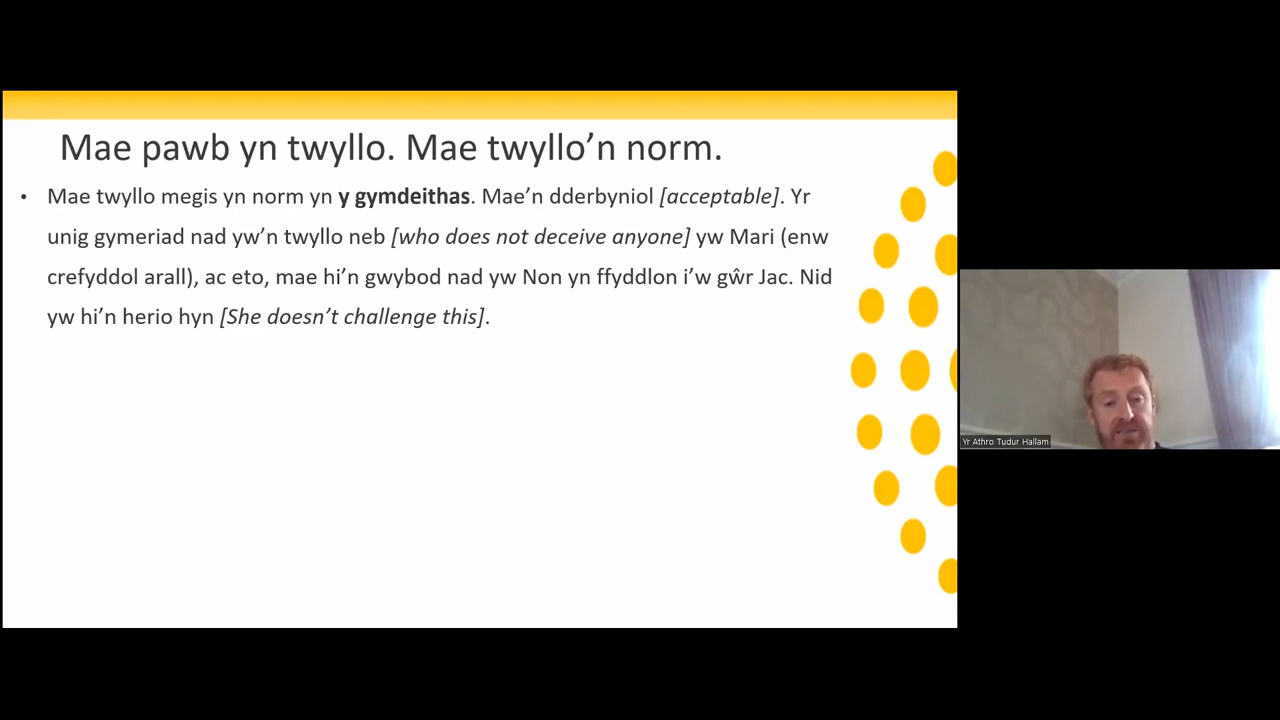 Mae pawb yn twyllo. Mae twyllo’n norm.
• Mae twyllo megis yn norm yn y gymdeithas. Mae’n dderbyniol [acceptable]. Yr
unig gymeriad nad yw’n twyllo neb [who does not deceive anyone] yw Mari (enw
crefyddol arall), ac eto, mae hi’n gwybod nad yw Non yn ffyddlon i’w gŵr Jac. Nid
yw hi’n herio hyn [She doesn’t challenge this].
Yr Athro Tudur Hallam